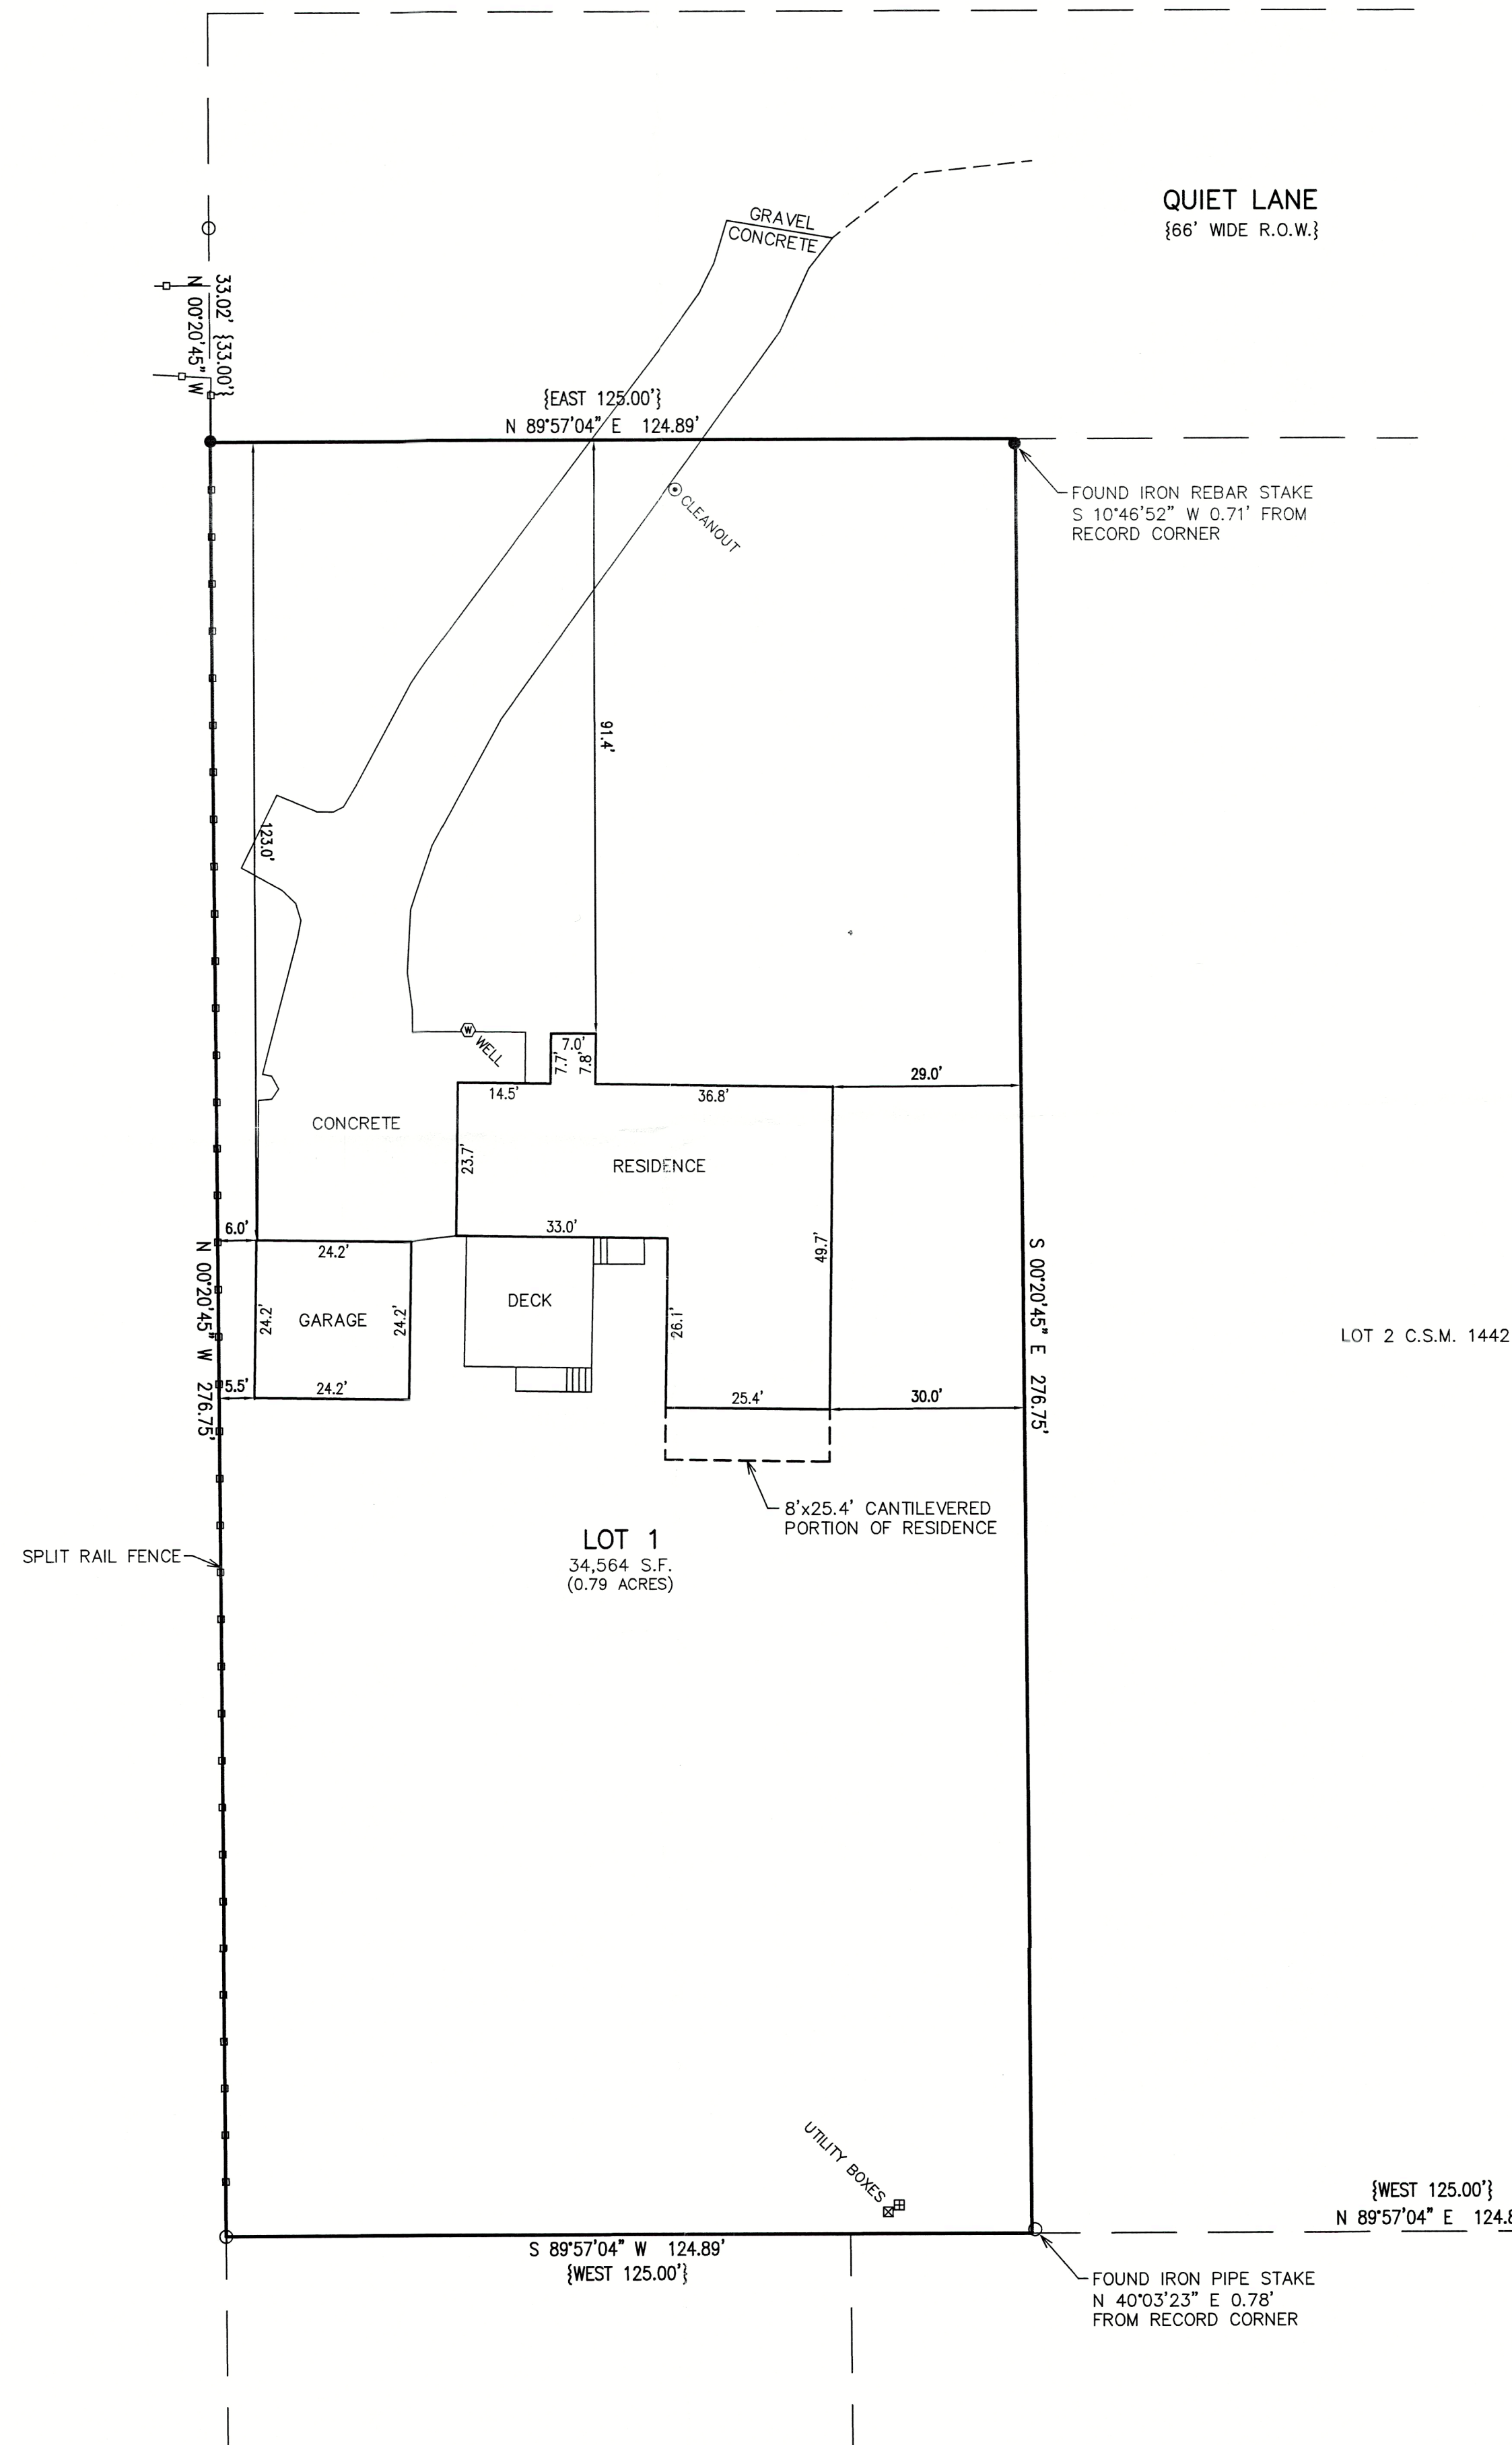 QUIET LANE
{66' WIDE R.O.W.}
GRAVEL
CONCRETE
33.02' {33.00'}
N 00°20'45" W
{EAST 125.00'}
N 89°57'04" E 124.89'
FOUND IRON REBAR STAKE
S 10°46'52" W 0.71' FROM
RECORD CORNER
CLEANOUT
91.4'
123.0'
W
WELL
7.0'
7.7'
7.8'
14.5'
36.8'
29.0'
CONCRETE
23.7'
RESIDENCE
33.0'
6.0'
24.2'
49.7'
N 00°20'45" W 276.75'
24.2'
GARAGE
24.2'
DECK
26.1'
S 00°20'45" E 276.75'
LOT 2 C.S.M. 1442
5.5'
24.2'
25.4'
30.0'
8'x25.4' CANTILEVERED
PORTION OF RESIDENCE
LOT 1
34,564 S.F.
(0.79 ACRES)
SPLIT RAIL FENCE
UTILITY BOXES
{WEST 125.00'}
N 89°57'04" E 124.8
S 89°57'04" W 124.89'
{WEST 125.00'}
FOUND IRON PIPE STAKE
N 40°03'23" E 0.78'
FROM RECORD CORNER